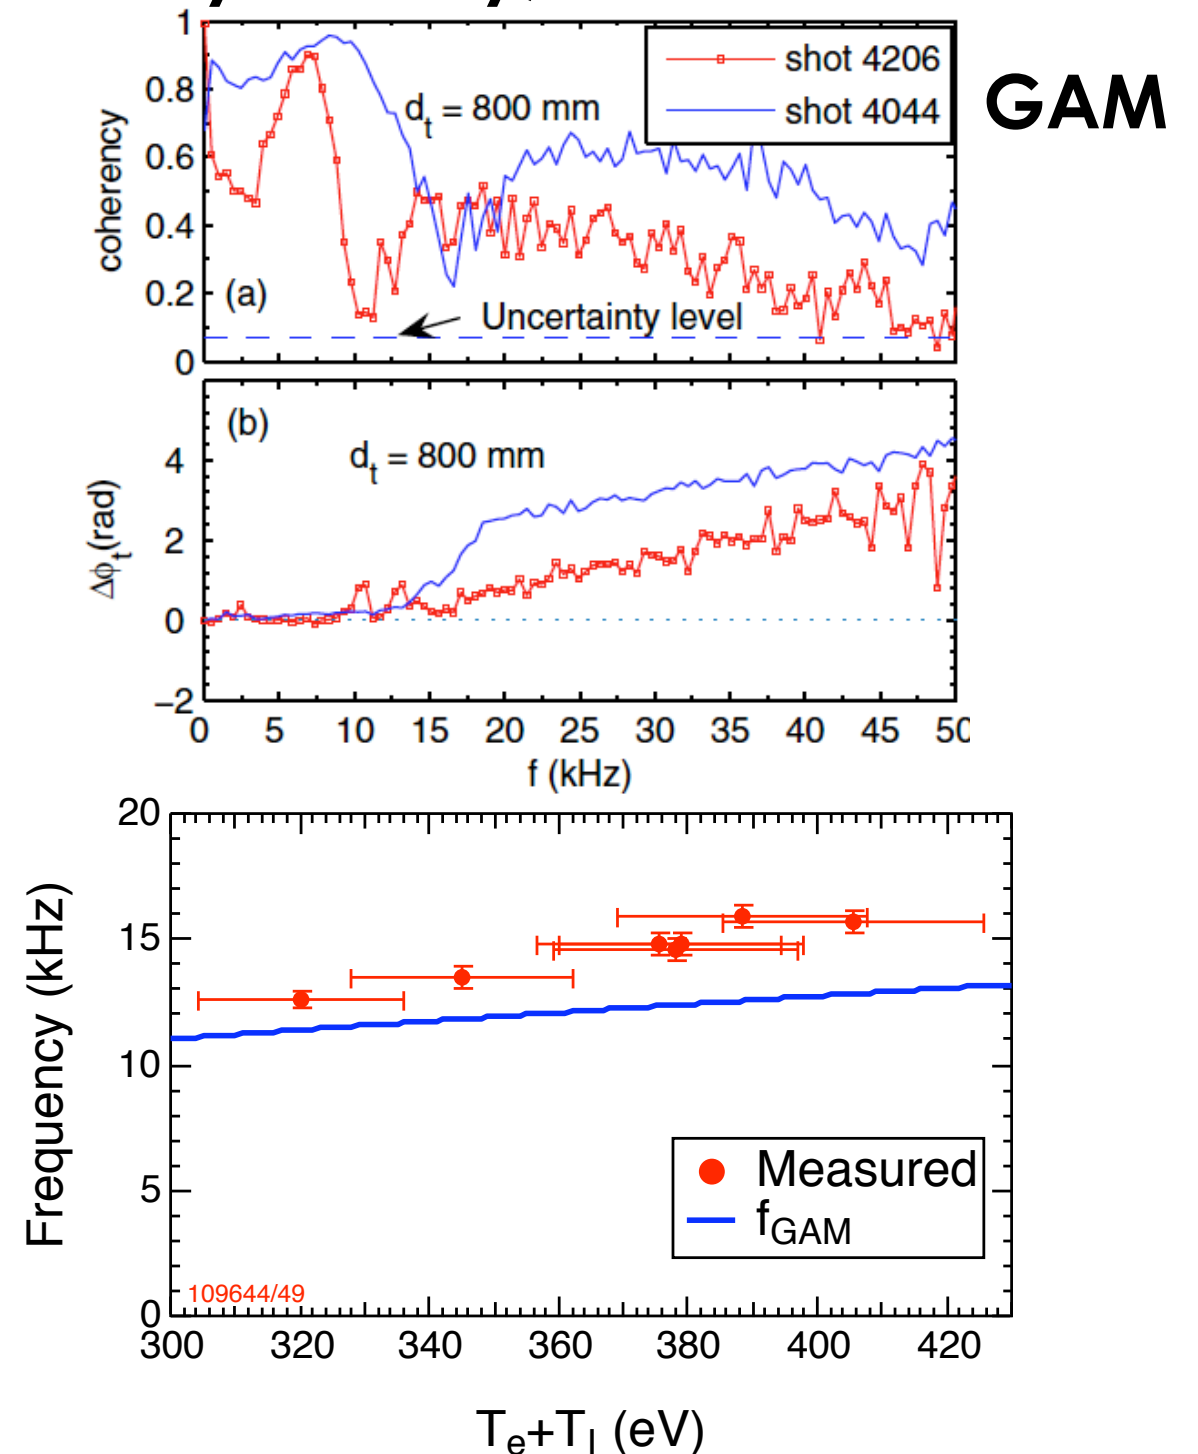 GAM
1
0.8
0.6
0.4
0.2
0
coherency
shot 4206
shot 4044
d_t = 800 mm
(a)
Uncertainty level
(b)
d_t = 800 mm
4
2
0
−2
Δϕ_t(rad)
0 5 10 15 20 25 30 35 40 45 50
f (kHz)
20
15
10
5
0
Frequency (kHz)
Measured
f_GAM
109644/49
300 320 340 360 380 400 420
T_e+T_I (eV)